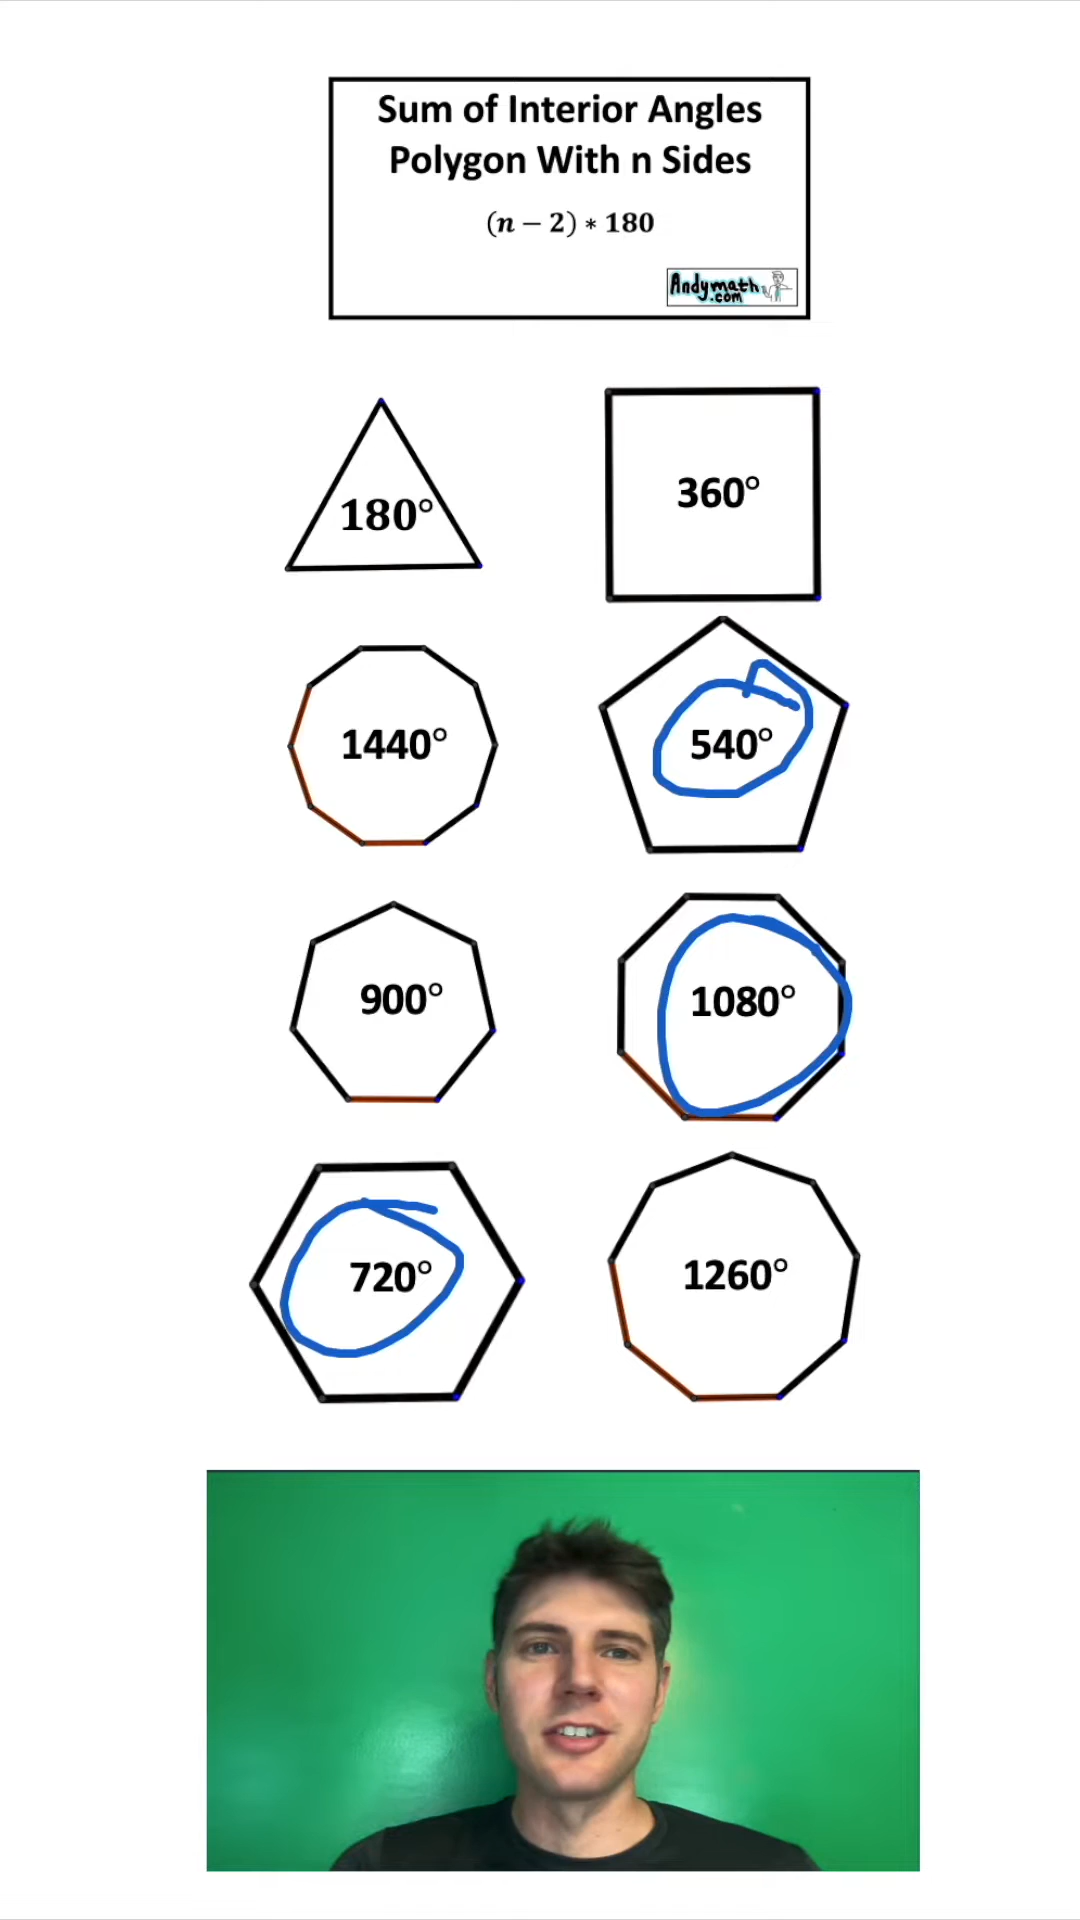 Sum of Interior Angles
Polygon With n Sides
(n − 2) * 180
Andymath
.com
180°
360°
1440°
540°
900°
1080°
720°
1260°